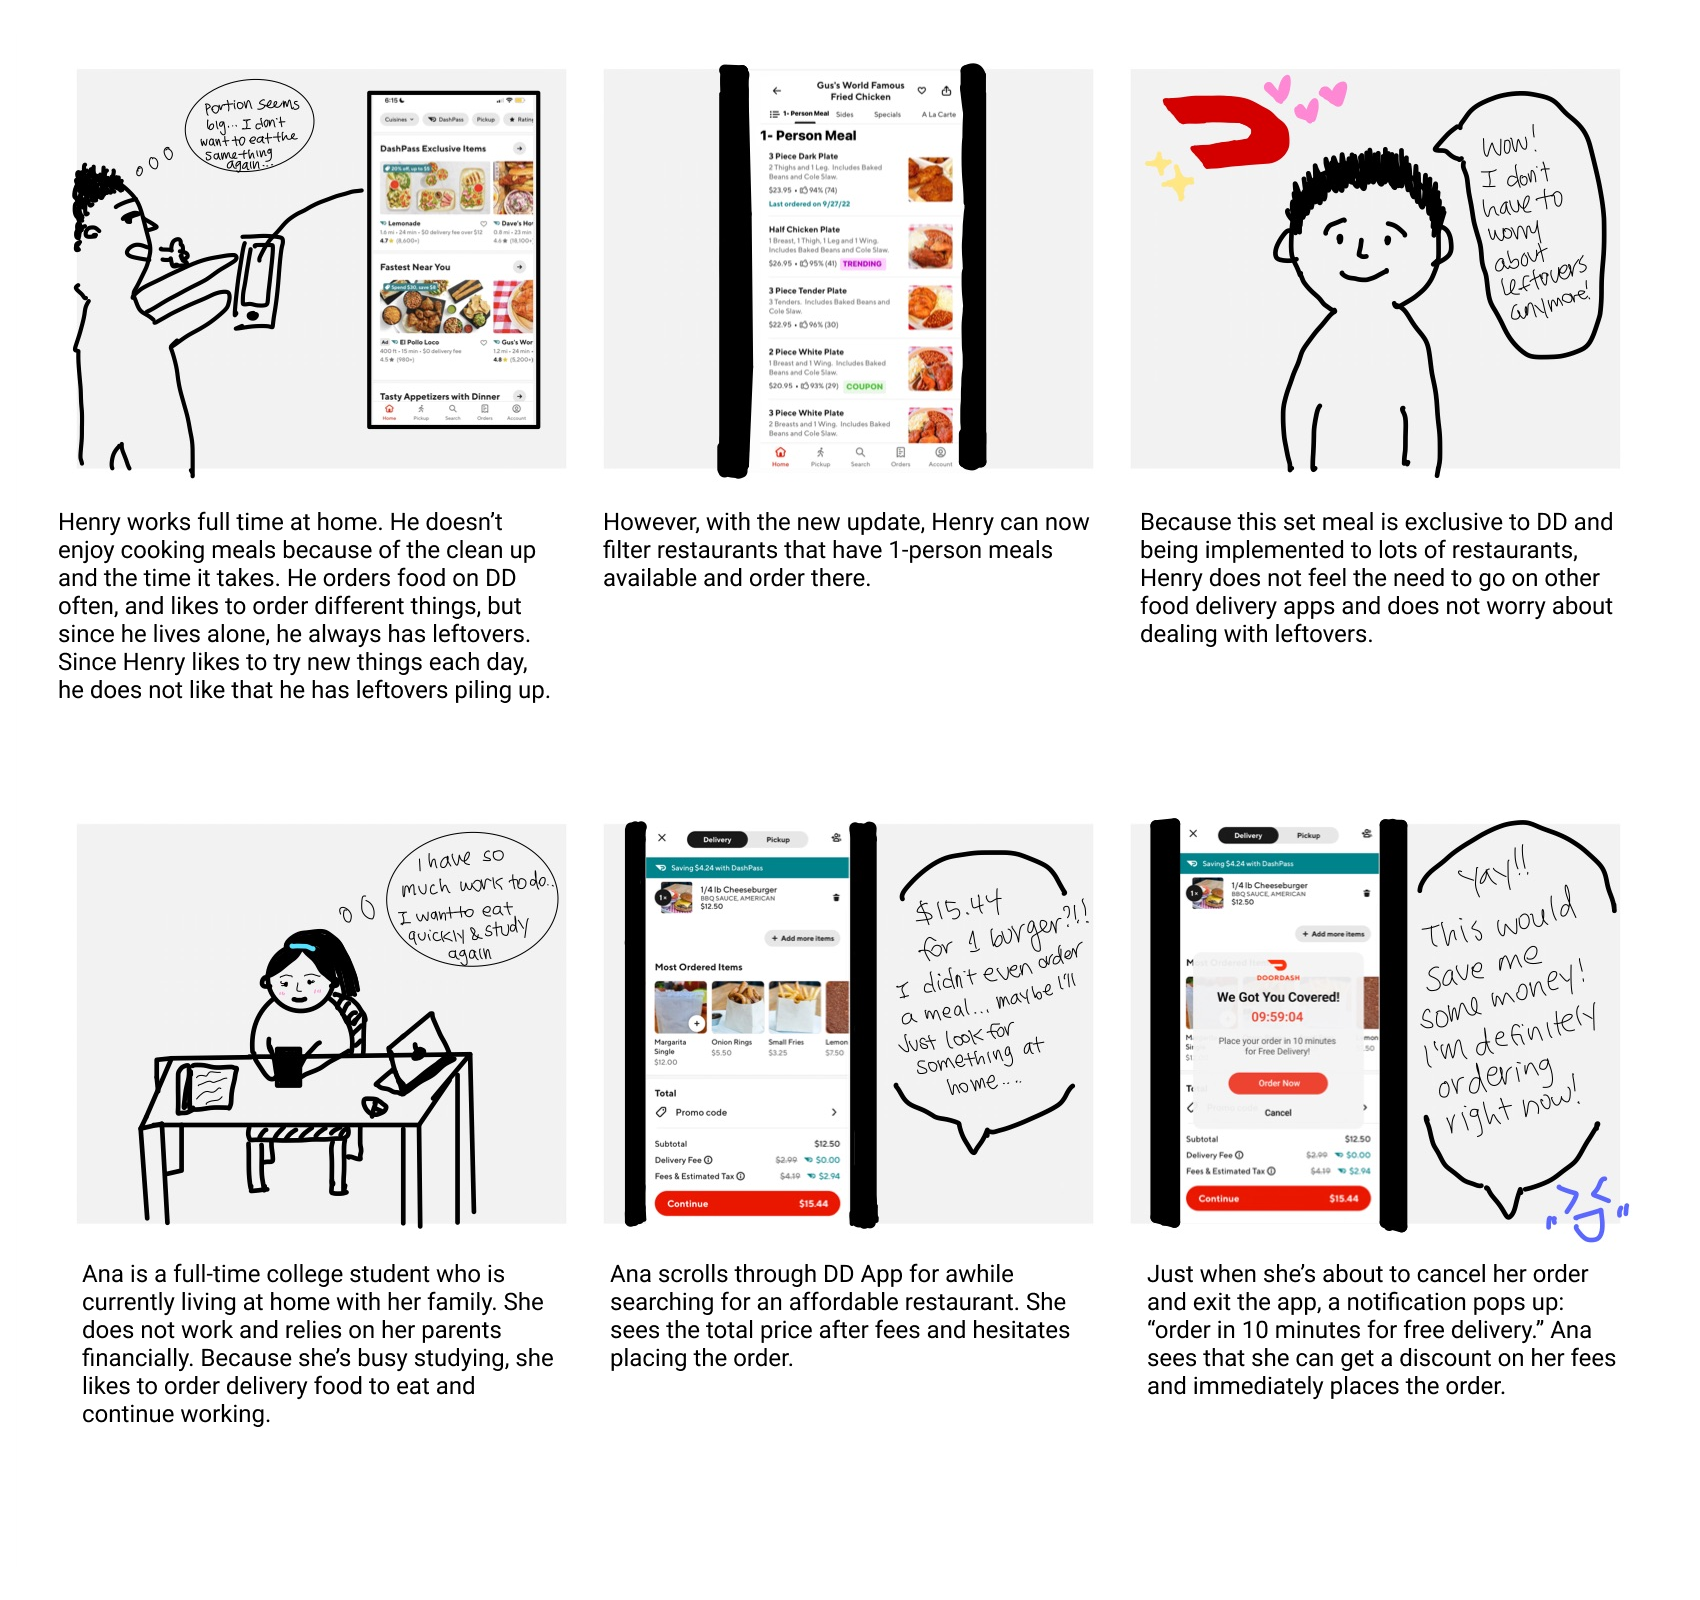 Portion seems
big... I don't
want to eat the
same thing
again...
6:15
Cuisines
DashPass
Pickup
Rating
DashPass Exclusive Items
20% off, up to $5
Lemonade
1.6 mi • 24 min • $0 delivery fee over $12
4.7 (8,600+)
Dave's Ho
0.8 mi • 23 min
4.6 (18,100+
Fastest Near You
Spend $30, save $8
Ad El Pollo Loco
400 ft • 15 min • $0 delivery fee
4.5 (980+)
Gus's Wor
1.2 mi • 24 min
4.8 (5,200+
Tasty Appetizers with Dinner
Home
Pickup
Search
Orders
Account
Henry works full time at home. He doesn't
enjoy cooking meals because of the clean up
and the time it takes. He orders food on DD
often, and likes to order different things, but
since he lives alone, he always has leftovers.
Since Henry likes to try new things each day,
he does not like that he has leftovers piling up.
Gus's World Famous
Fried Chicken
1- Person Meal
Sides
Specials
A La Carte
1- Person Meal
3 Piece Dark Plate
2 Thighs and 1 Leg. Includes Baked
Beans and Cole Slaw.
$23.95 • 94% (74)
Last ordered on 9/27/22
Half Chicken Plate
1 Breast, 1 Thigh, 1 Leg and 1 Wing.
Includes Baked Beans and Cole Slaw.
$26.95 • 95% (41) TRENDING
3 Piece Tender Plate
3 Tenders. Includes Baked Beans and
Cole Slaw.
$22.95 • 96% (30)
2 Piece White Plate
1 Breast and 1 Wing. Includes Baked
Beans and Cole Slaw.
$20.95 • 93% (29) COUPON
3 Piece White Plate
2 Breasts and 1 Wing. Includes Baked
Beans and Cole Slaw.
Home
Pickup
Search
Orders
Account
However, with the new update, Henry can now
filter restaurants that have 1-person meals
available and order there.
Wow!
I don't
have to
worry
about
leftovers
anymore!
Because this set meal is exclusive to DD and
being implemented to lots of restaurants,
Henry does not feel the need to go on other
food delivery apps and does not worry about
dealing with leftovers.
I have so
much work to do..
I want to eat
quickly & study
again
Ana is a full-time college student who is
currently living at home with her family. She
does not work and relies on her parents
financially. Because she's busy studying, she
likes to order delivery food to eat and
continue working.
Delivery
Pickup
Saving $4.24 with DashPass
1×
1/4 lb Cheeseburger
BBQ SAUCE, AMERICAN
$12.50
+ Add more items
Most Ordered Items
Margarita
Single
$12.00
Onion Rings
$5.50
Small Fries
$3.25
Lemon
$7.50
Total
Promo code
Subtotal $12.50
Delivery Fee $2.99 $0.00
Fees & Estimated Tax $4.19 $2.94
Continue $15.44
$15.44
for 1 burger?!!
I didn't even order
a meal... maybe I'll
just look for
something at
home....
Ana scrolls through DD App for awhile
searching for an affordable restaurant. She
sees the total price after fees and hesitates
placing the order.
Delivery
Pickup
Saving $4.24 with DashPass
1×
1/4 lb Cheeseburger
BBQ SAUCE, AMERICAN
$12.50
+ Add more items
DOORDASH
We Got You Covered!
09:59:04
Place your order in 10 minutes
for Free Delivery!
Order Now
Cancel
Subtotal $12.50
Delivery Fee $2.99 $0.00
Fees & Estimated Tax $4.19 $2.94
Continue $15.44
Yay!!
This would
save me
some money!
I'm definitely
ordering
right now!
Just when she's about to cancel her order
and exit the app, a notification pops up:
“order in 10 minutes for free delivery.” Ana
sees that she can get a discount on her fees
and immediately places the order.